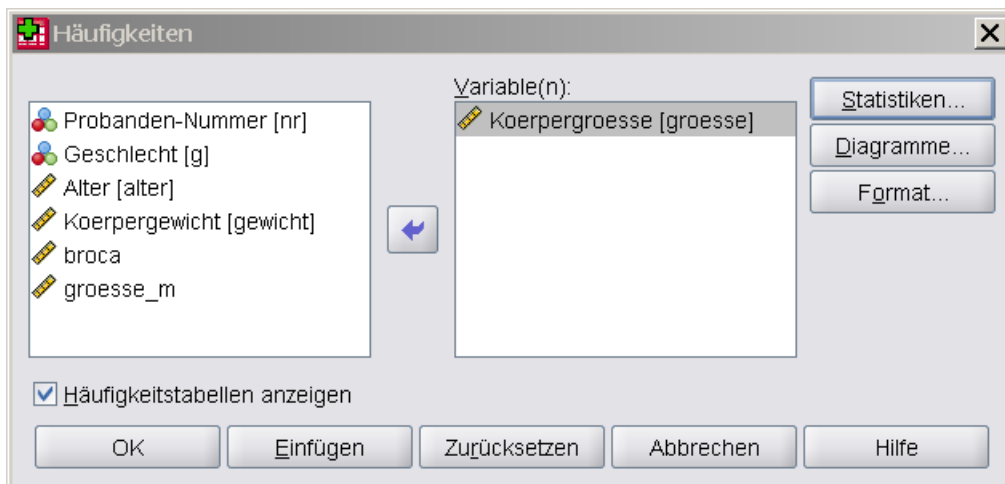 Häufigkeiten
Probanden-Nummer [nr]
Geschlecht [g]
Alter [alter]
Koerpergewicht [gewicht]
broca
groesse_m
Variable(n):
Koerpergroesse [groesse]
Statistiken...
Diagramme...
Format...
Häufigkeitstabellen anzeigen
OK
Einfügen
Zurücksetzen
Abbrechen
Hilfe